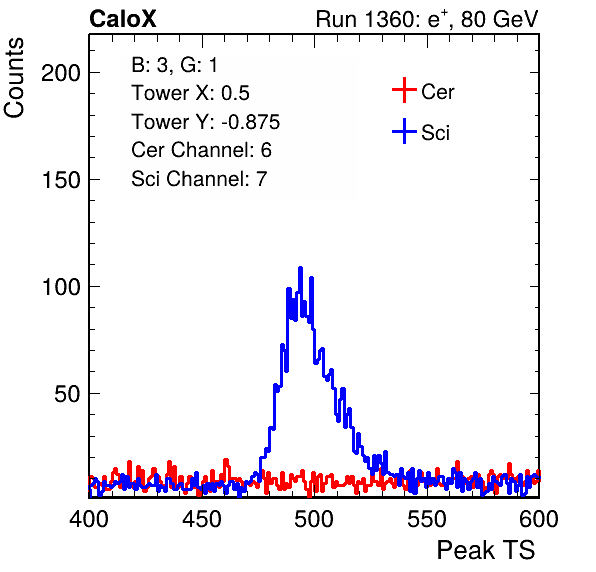 CaloX Run 1360: e⁺, 80 GeV
Counts
B: 3, G: 1
Tower X: 0.5
Tower Y: -0.875
Cer Channel: 6
Sci Channel: 7
Cer
Sci
200
150
100
50
400 450 500 550 600
Peak TS